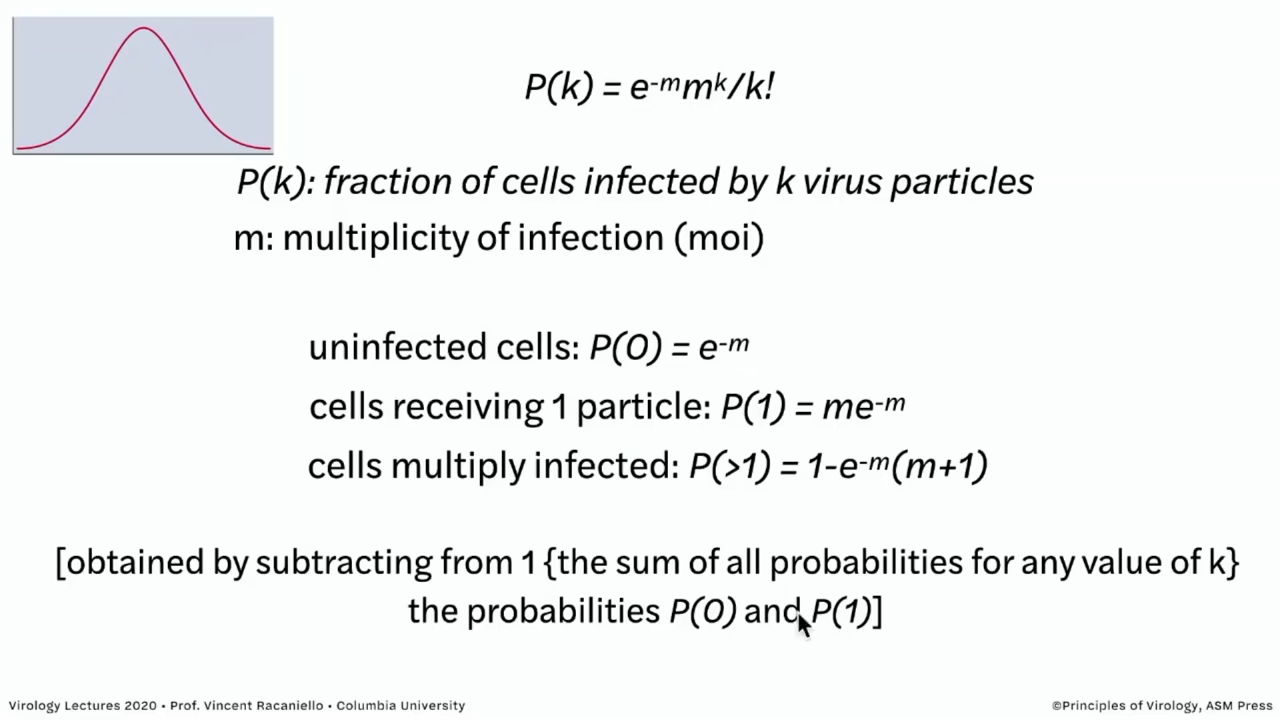 P(k) = e-mmk/k!
P(k): fraction of cells infected by k virus particles
m: multiplicity of infection (moi)
uninfected cells: P(0) = e-m
cells receiving 1 particle: P(1) = me-m
cells multiply infected: P(>1) = 1-e-m(m+1)
[obtained by subtracting from 1 {the sum of all probabilities for any value of k}
the probabilities P(0) and P(1)]
Virology Lectures 2020 • Prof. Vincent Racaniello • Columbia University
©Principles of Virology, ASM Press